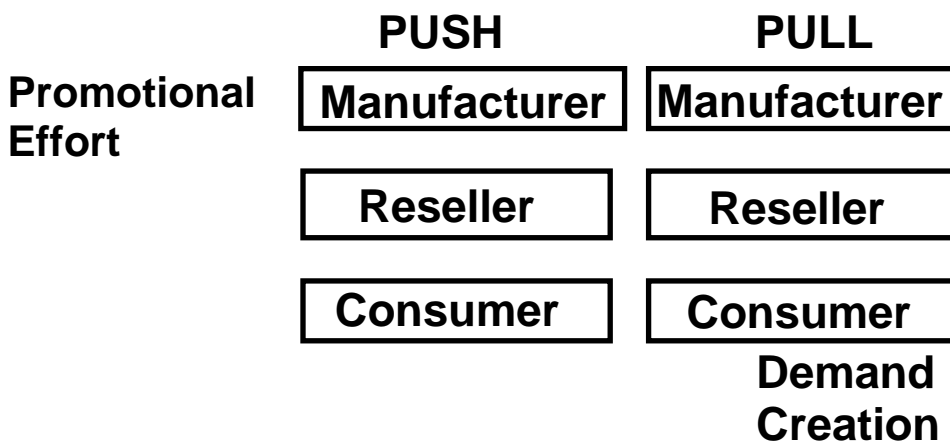 PUSH PULL
Promotional Manufacturer Manufacturer
Effort
Reseller Reseller
Consumer Consumer
Demand
Creation